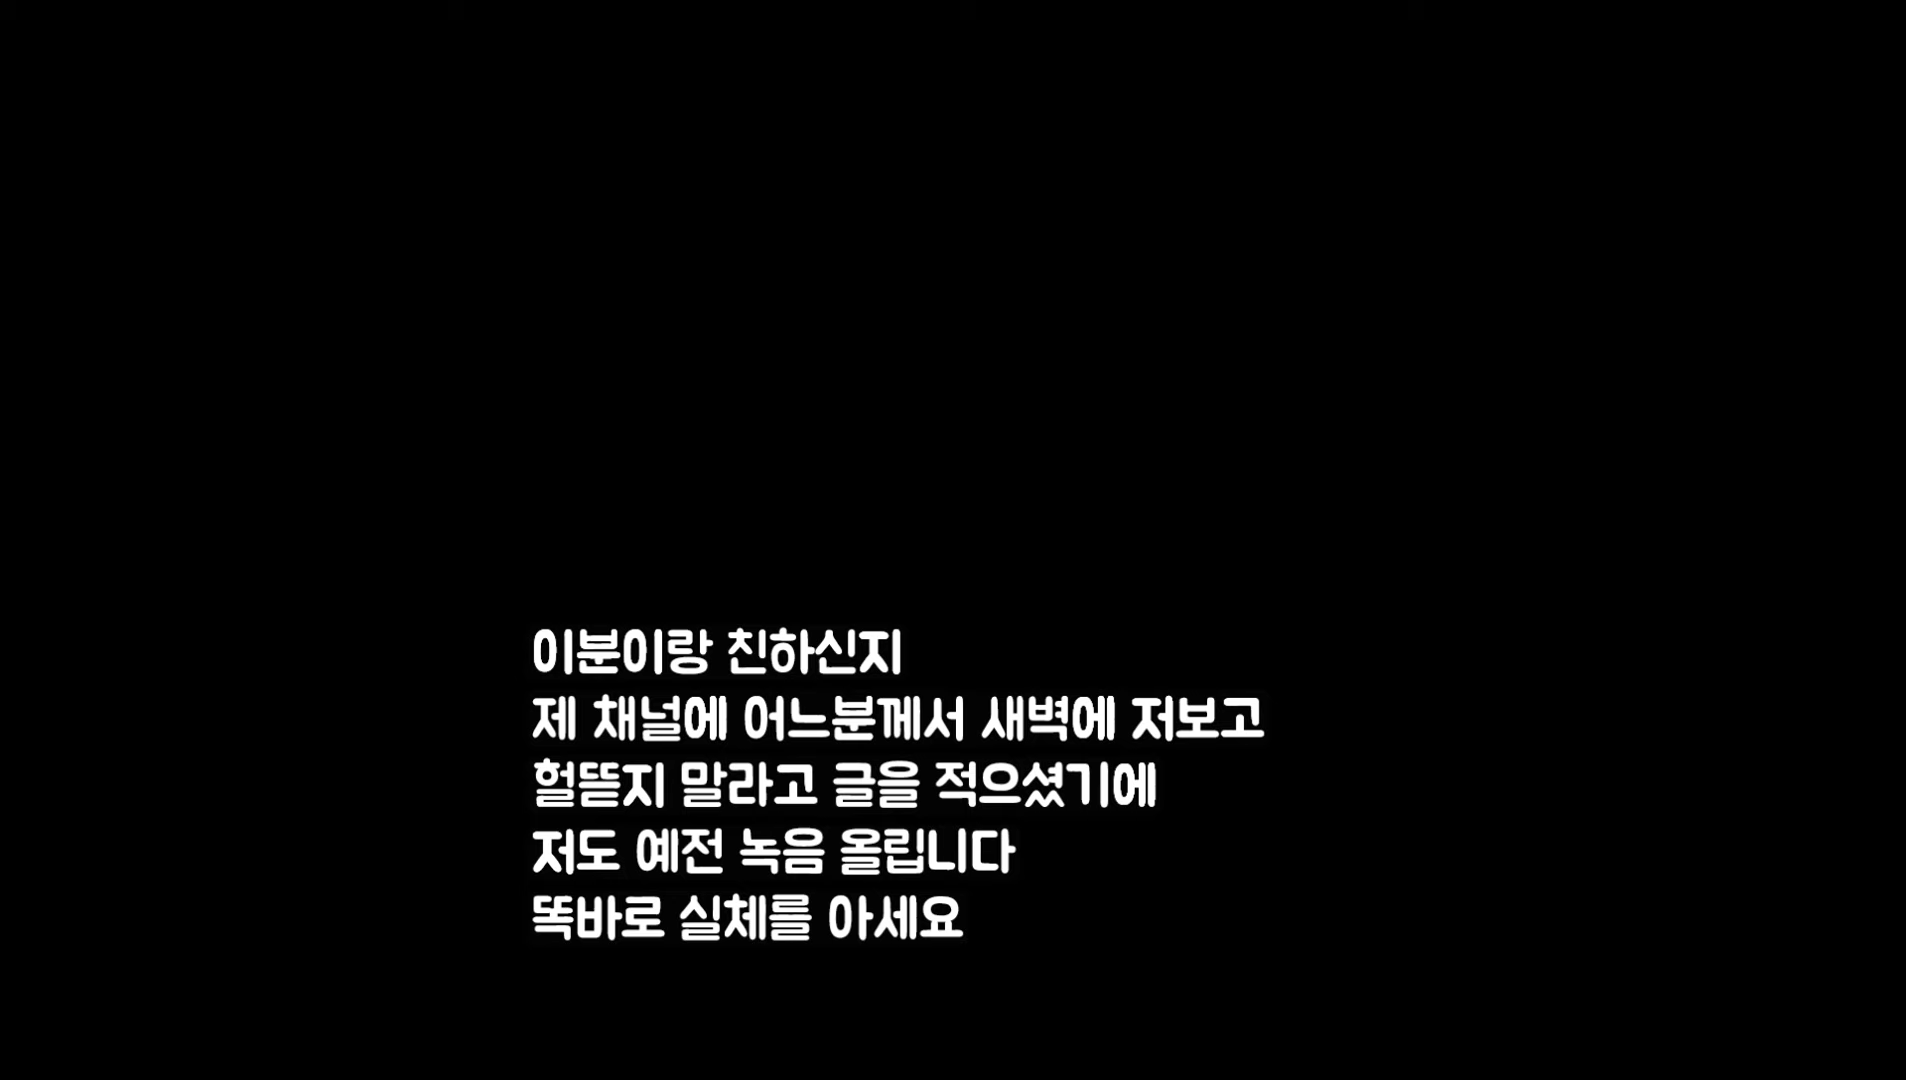 이분이랑 친하신지
제 채널에 어느분께서 새벽에 저보고
헐뜯지 말라고 글을 적으셨기에
저도 예전 녹음 올립니다
똑바로 실체를 아세요